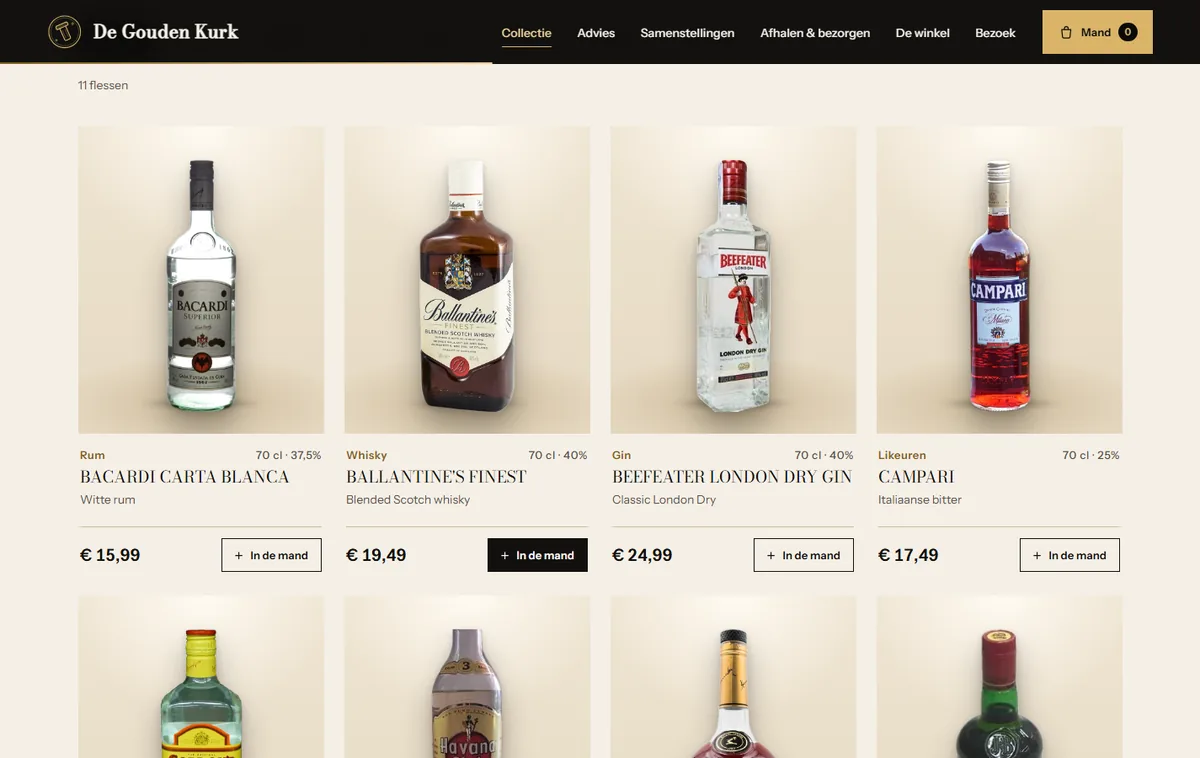 De Gouden Kurk
Collectie Advies Samenstellingen Afhalen & bezorgen De winkel Bezoek Mand 0
11 flessen
BACARDI
SUPERIOR
Ballantine's
FINEST
BLENDED SCOTCH WHISKY
BEEFEATER
LONDON
LONDON DRY GIN
CAMPARI
Milano
Rum 70 cl · 37,5%
BACARDI CARTA BLANCA
Witte rum
€ 15,99 + In de mand
Whisky 70 cl · 40%
BALLANTINE'S FINEST
Blended Scotch whisky
€ 19,49 + In de mand
Gin 70 cl · 40%
BEEFEATER LONDON DRY GIN
Classic London Dry
€ 24,99 + In de mand
Likeuren 70 cl · 25%
CAMPARI
Italiaanse bitter
€ 17,49 + In de mand
3
Havana